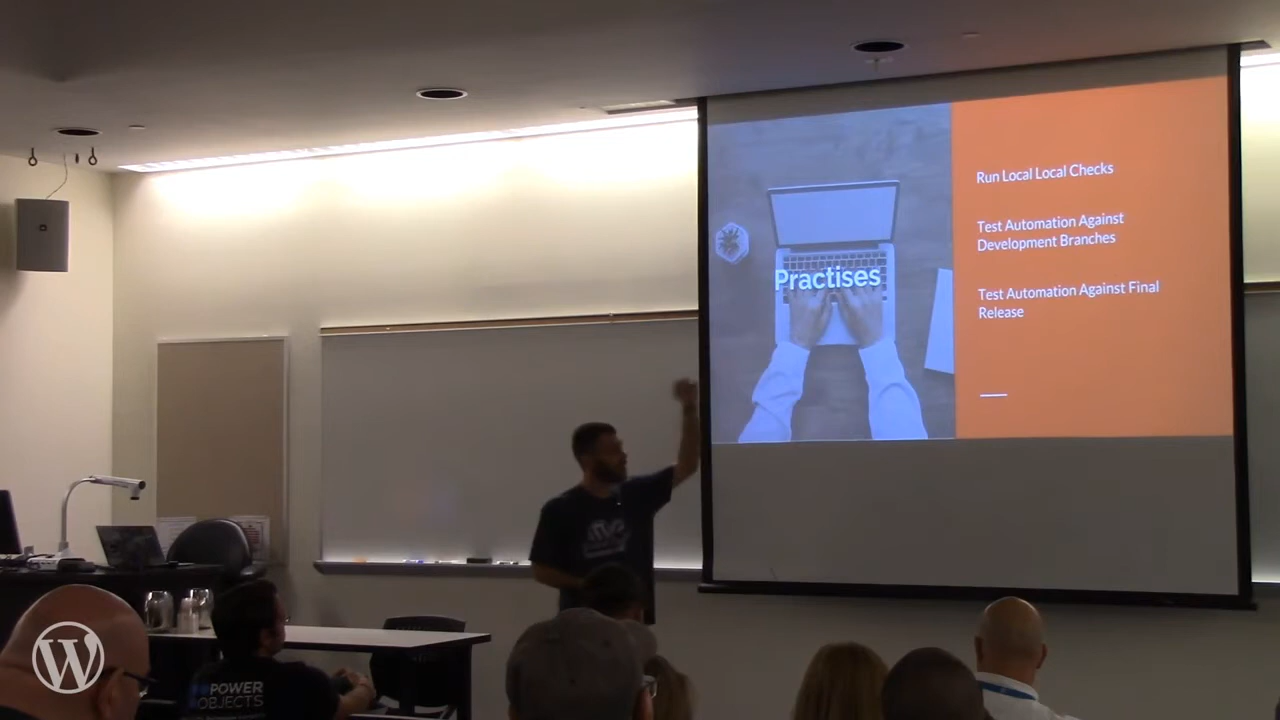 Run Local Local Checks
Test Automation Against
Development Branches
Practises
Test Automation Against Final
Release
POWER
OBJECTS